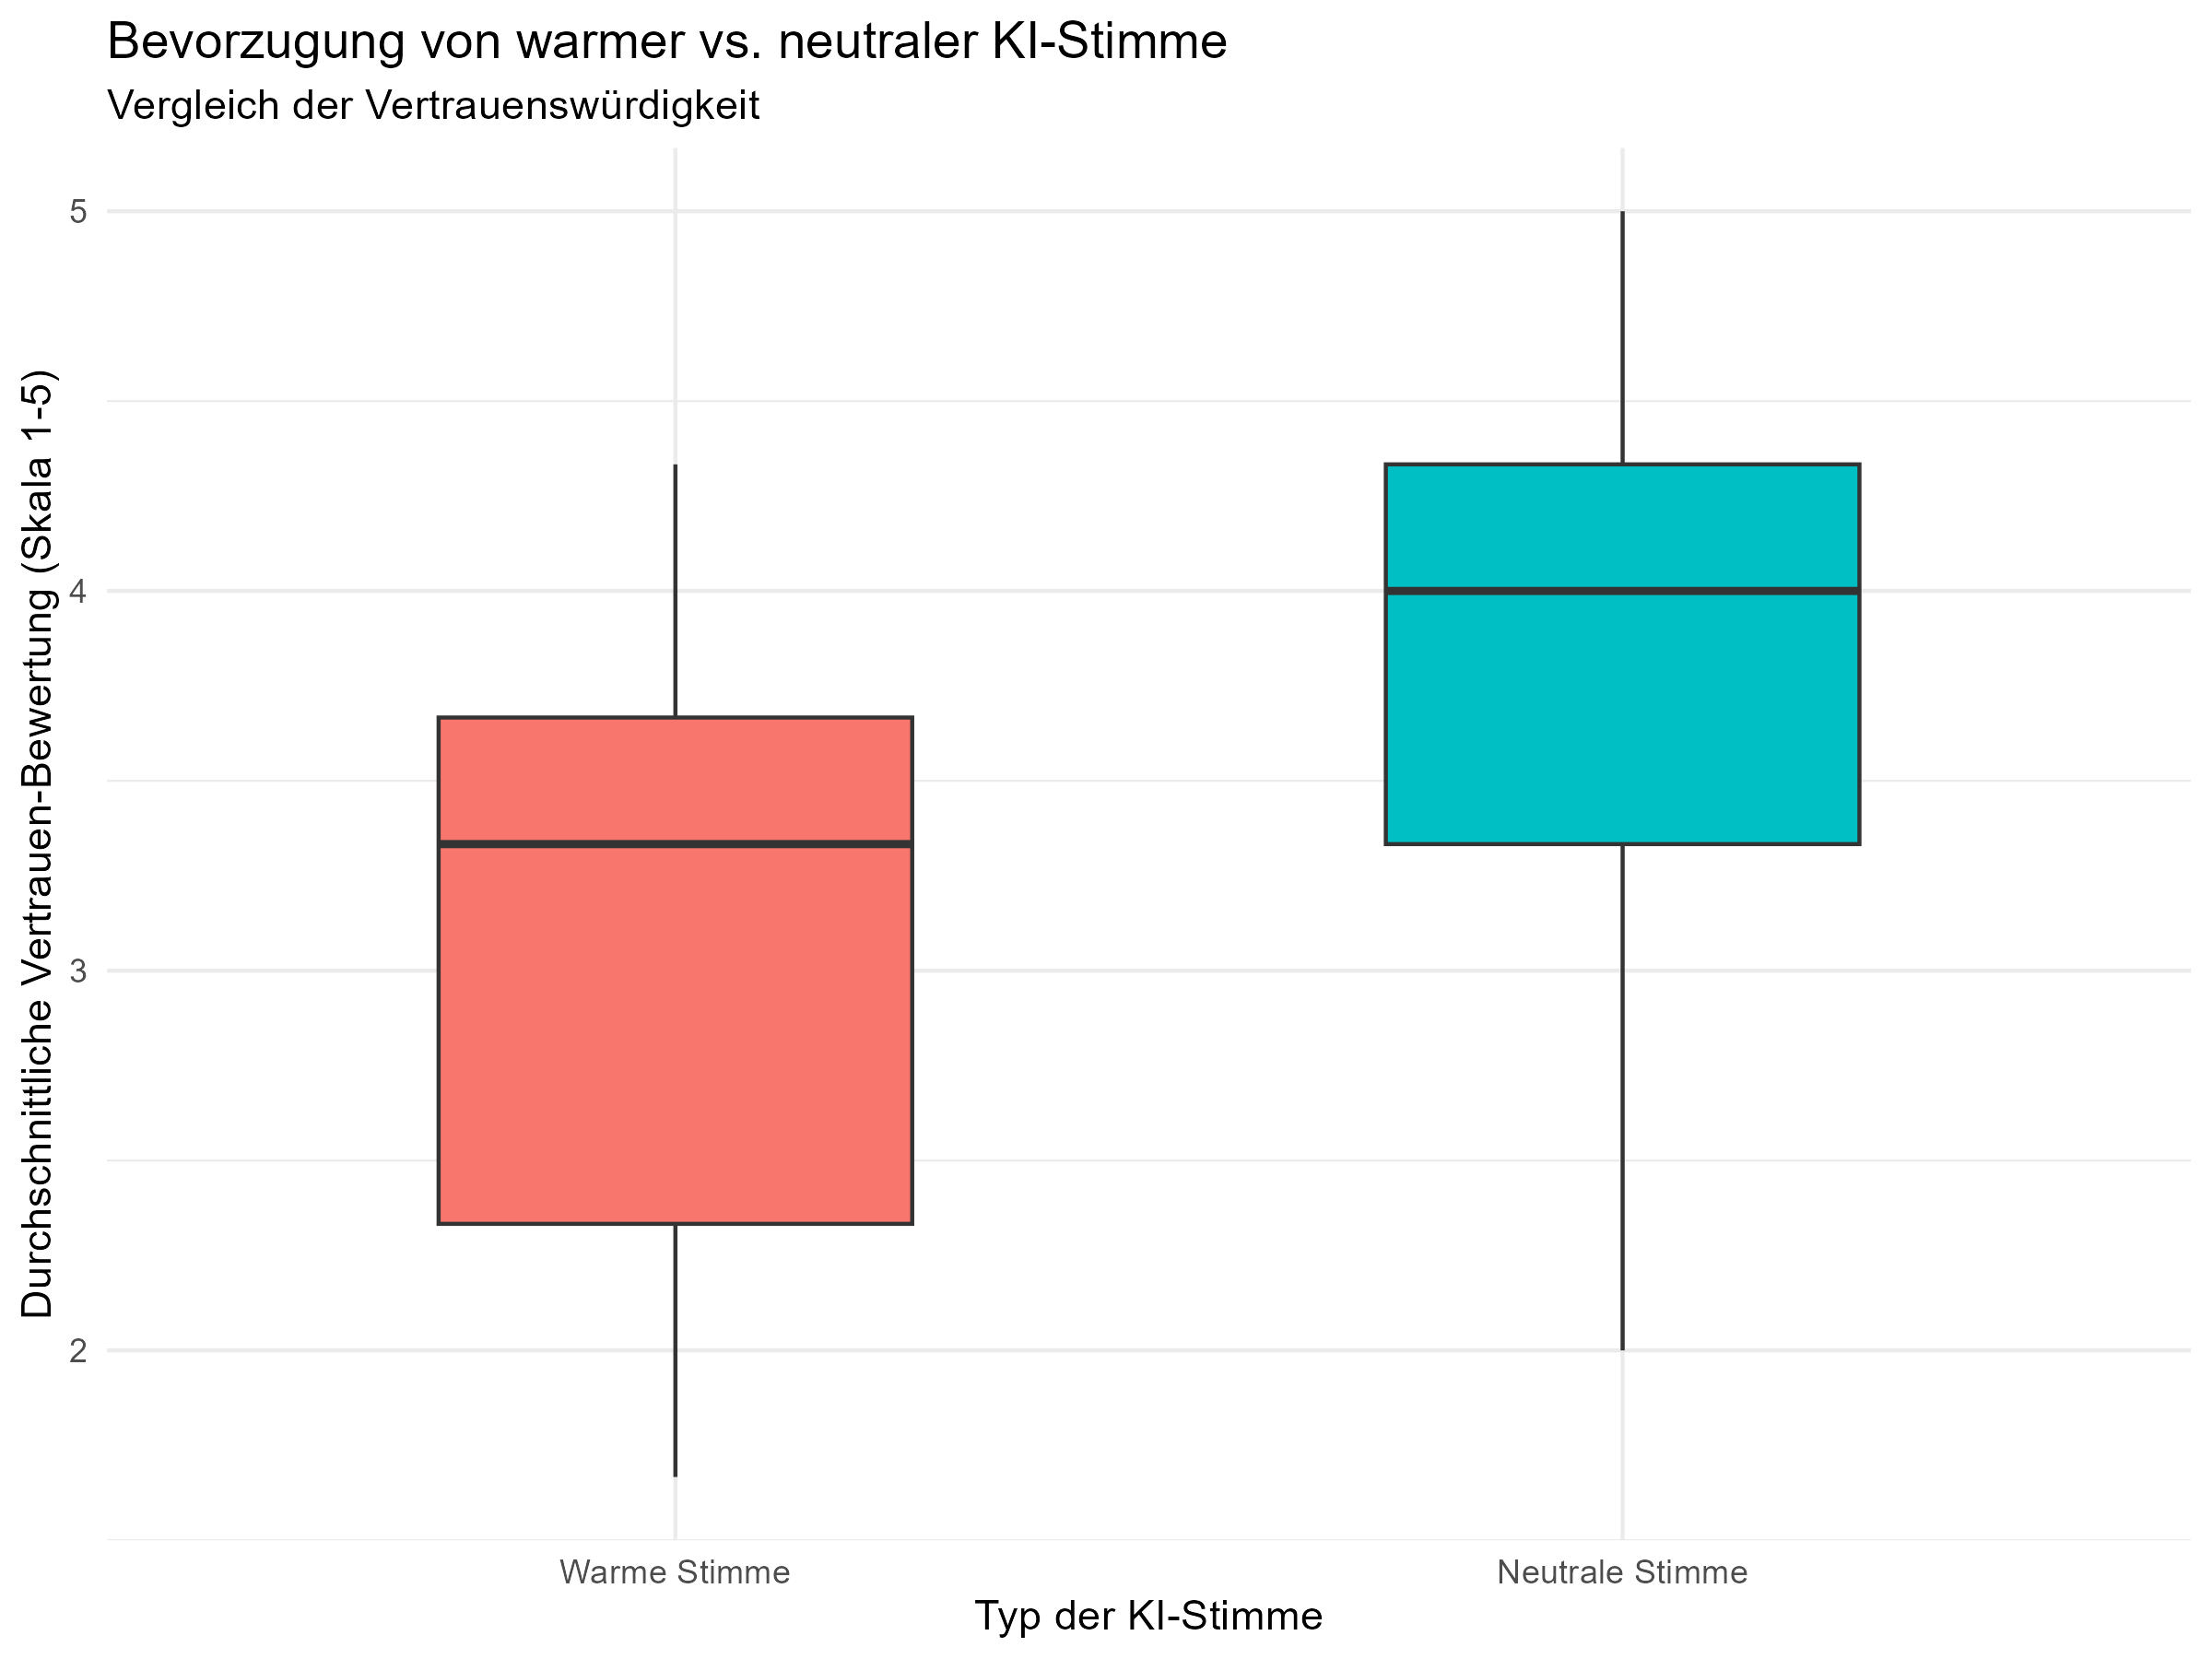 Bevorzugung von warmer vs. neutraler KI-Stimme
Vergleich der Vertrauenswürdigkeit
Durchschnittliche Vertrauen-Bewertung (Skala 1-5)
5
4
3
2
Warme Stimme
Neutrale Stimme
Typ der KI-Stimme